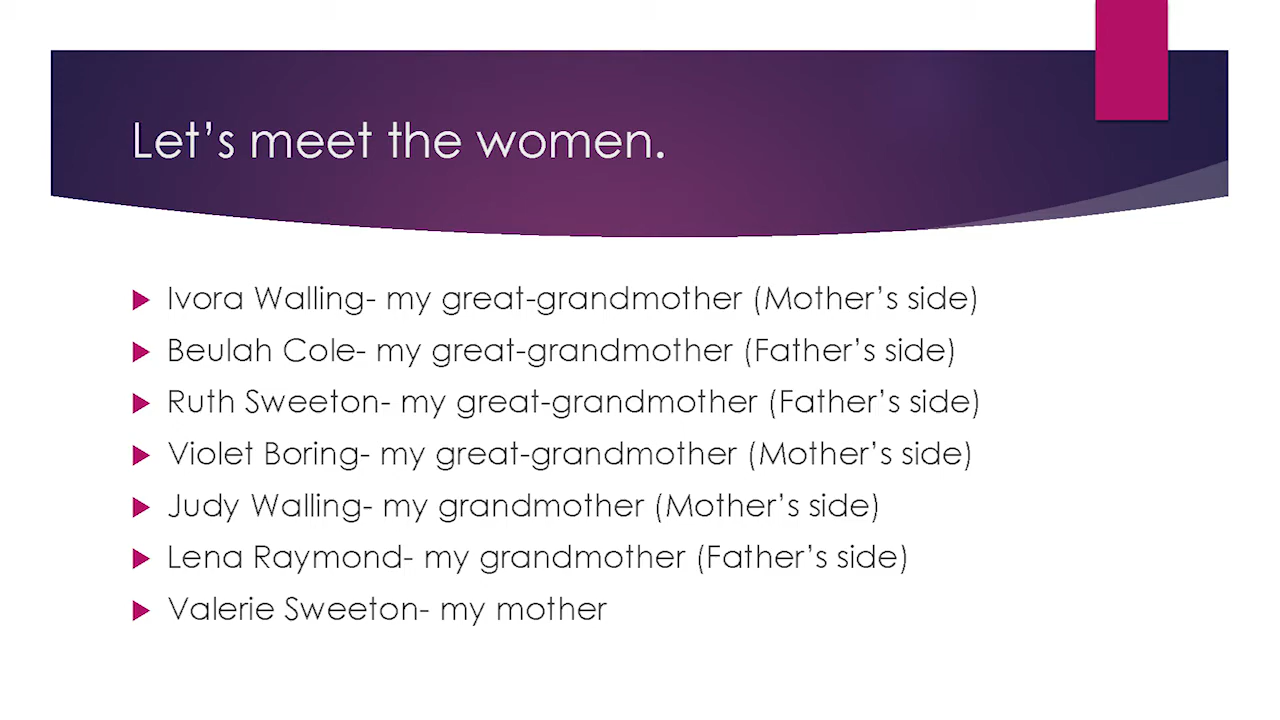 Let's meet the women.
Ivora Walling- my great-grandmother (Mother's side)
Beulah Cole- my great-grandmother (Father's side)
Ruth Sweeton- my great-grandmother (Father's side)
Violet Boring- my great-grandmother (Mother's side)
Judy Walling- my grandmother (Mother's side)
Lena Raymond- my grandmother (Father's side)
Valerie Sweeton- my mother